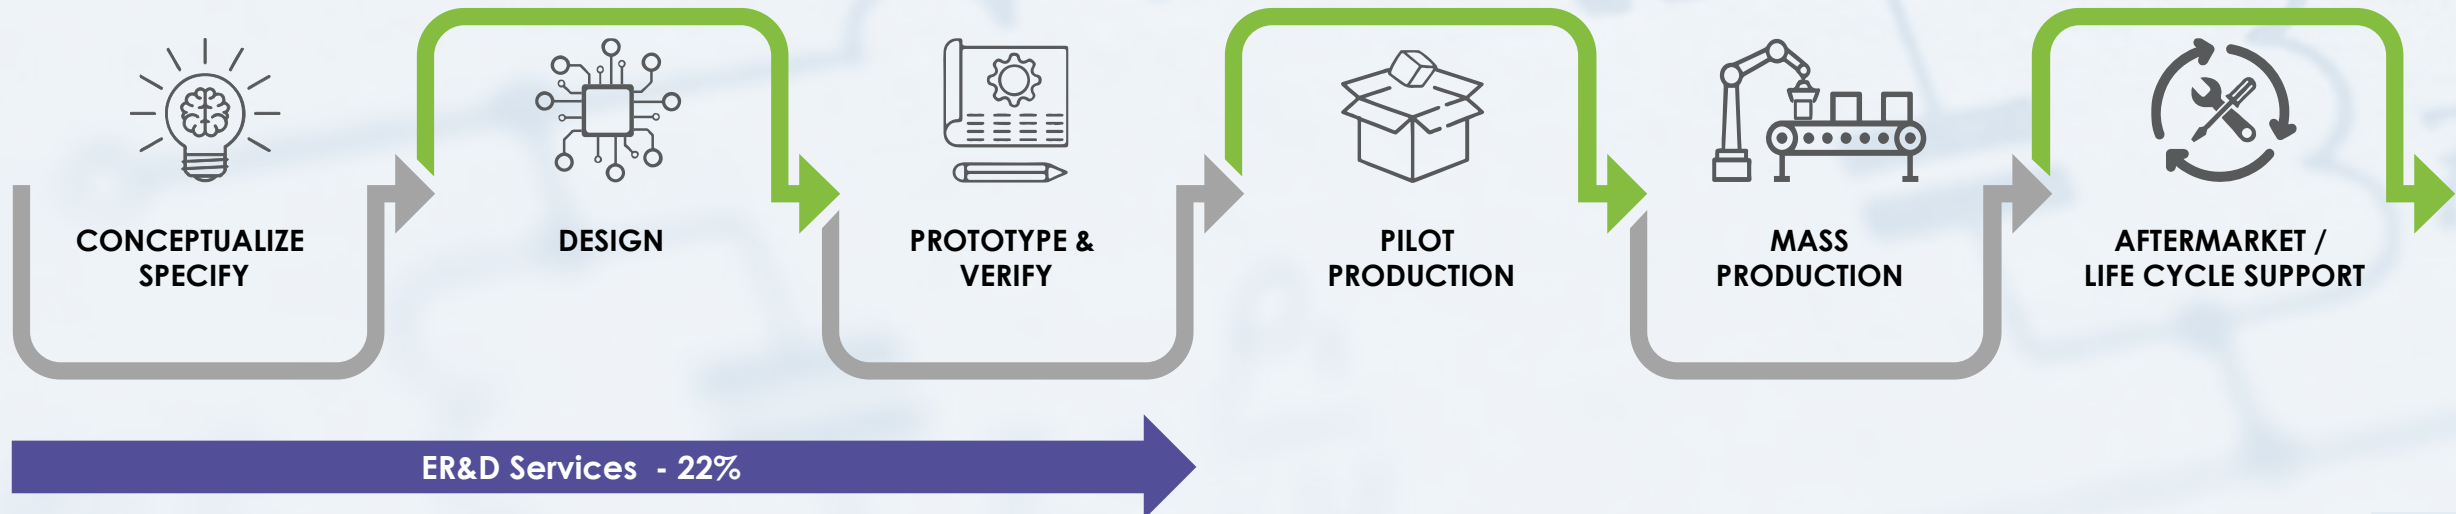 CONCEPTUALIZE
SPECIFY
DESIGN
PROTOTYPE &
VERIFY
PILOT
PRODUCTION
MASS
PRODUCTION
AFTERMARKET /
LIFE CYCLE SUPPORT
ER&D Services - 22%